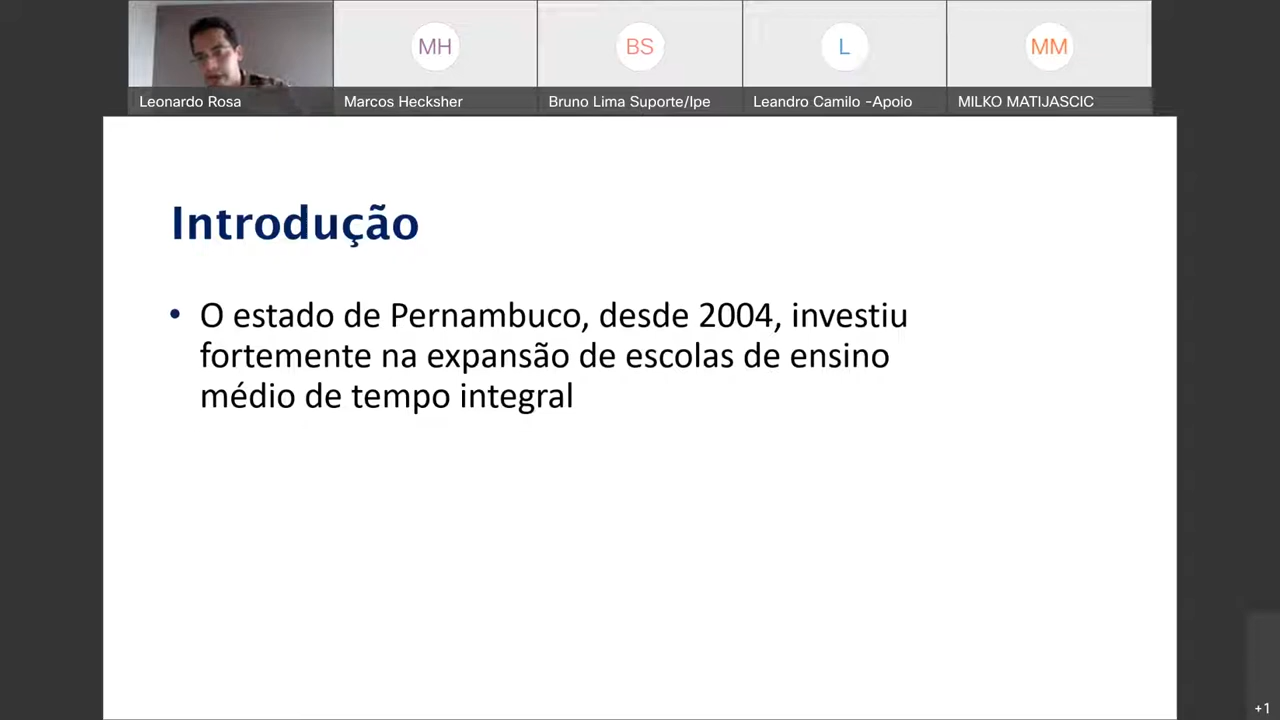 MH
BS
L
MM
Leonardo Rosa
Marcos Hecksher
Bruno Lima Suporte/Ipe
Leandro Camilo -Apoio
MILKO MATIJASCIC
Introdução
• O estado de Pernambuco, desde 2004, investiu
fortemente na expansão de escolas de ensino
médio de tempo integral
+1